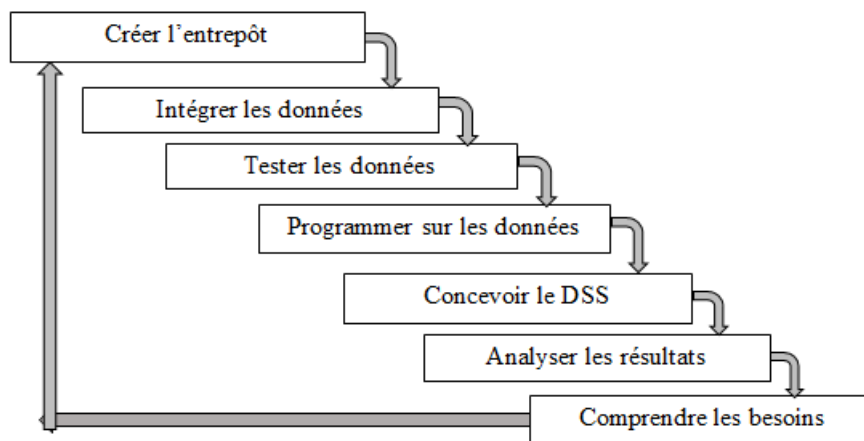 Créer l'entrepôt
Intégrer les données
Tester les données
Programmer sur les données
Concevoir le DSS
Analyser les résultats
Comprendre les besoins